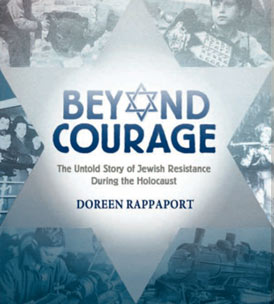 BEYOND
COURAGE
The Untold Story of Jewish Resistance
During the Holocaust
DOREEN RAPPAPORT